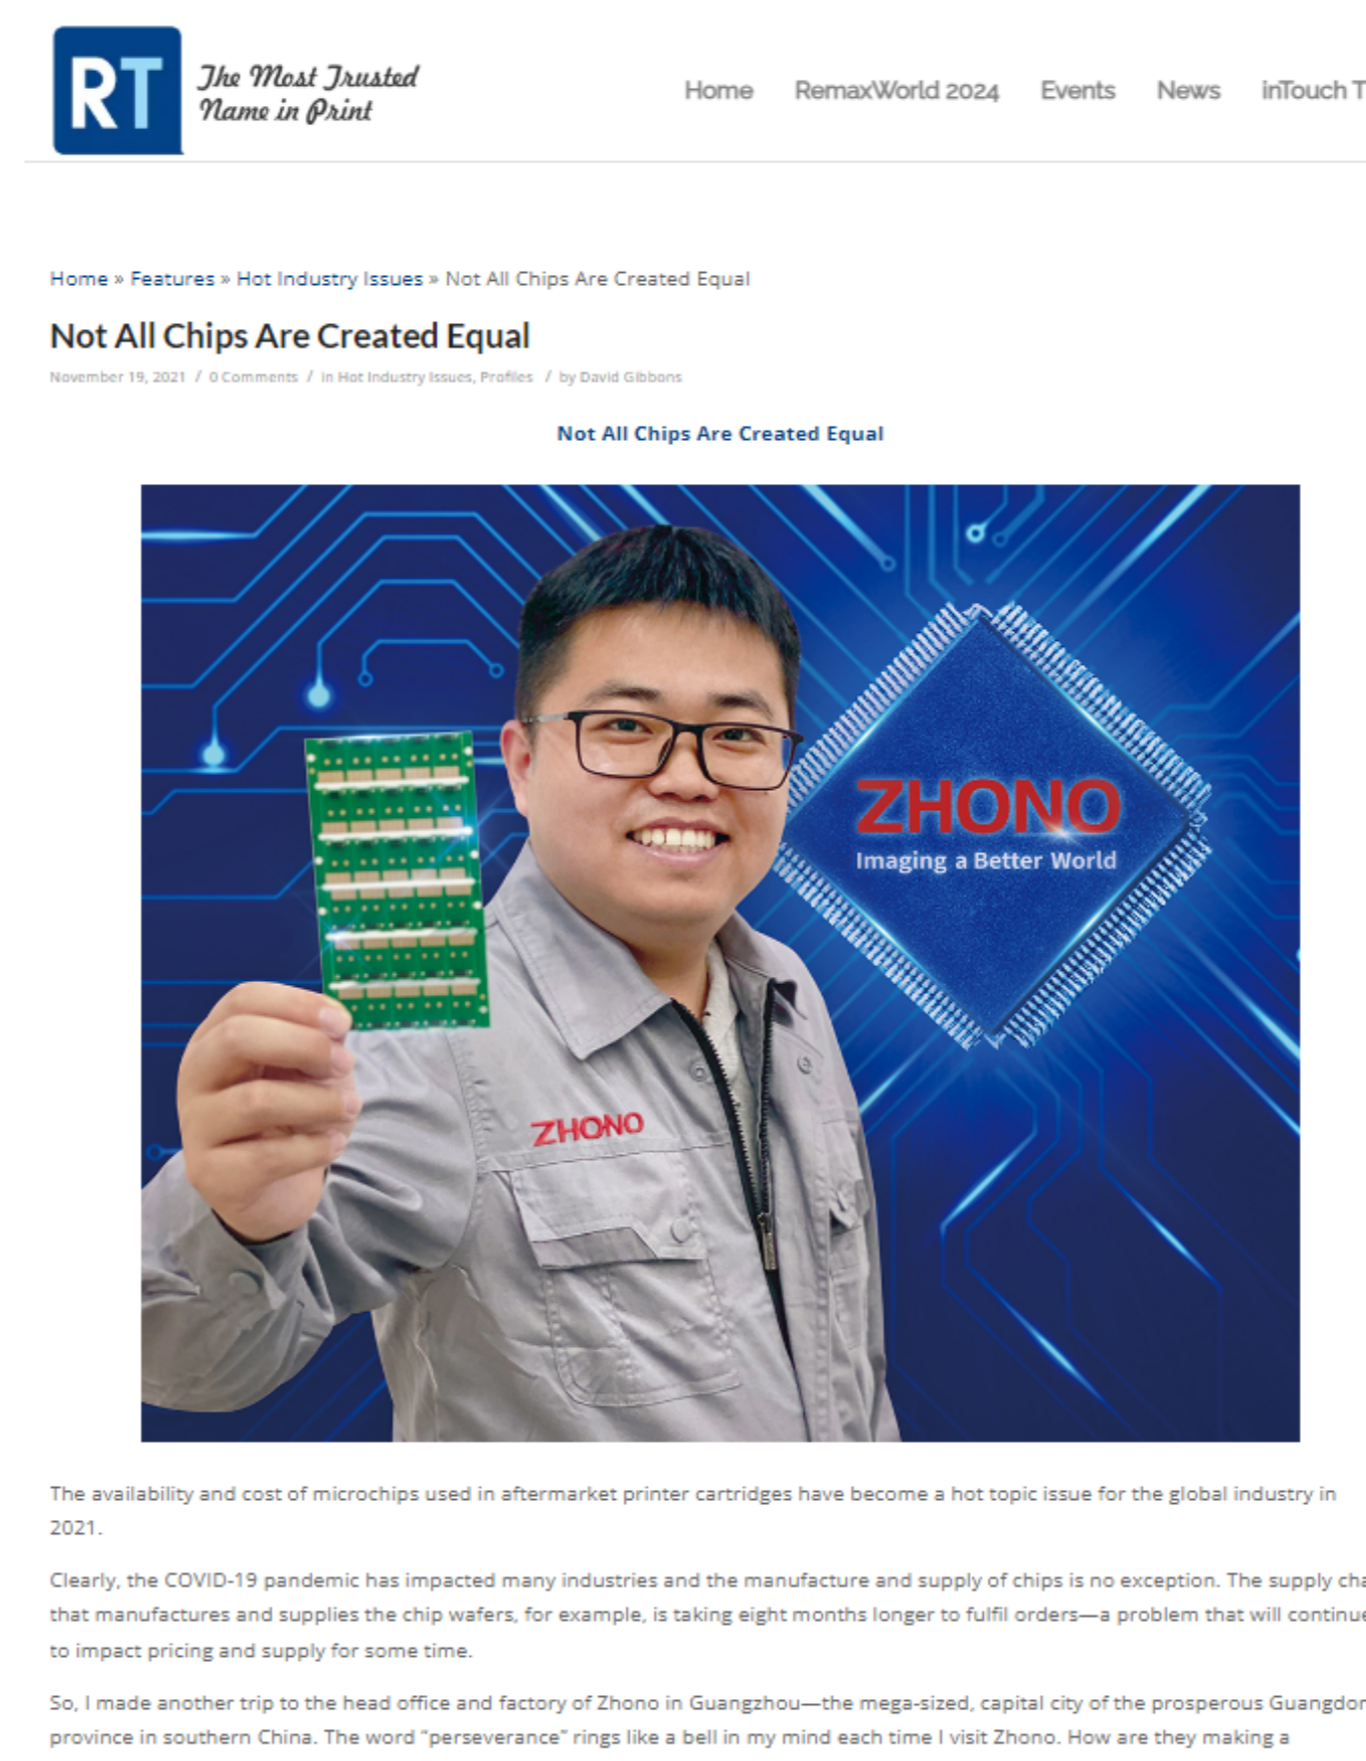 RT
The Most Trusted
Name in Print
Home RemaxWorld 2024 Events News inTouch T
Home » Features » Hot Industry Issues » Not All Chips Are Created Equal
Not All Chips Are Created Equal
November 19, 2021 / 0 Comments / in Hot Industry Issues, Profiles / by David Gibbons
Not All Chips Are Created Equal
ZHONO
Imaging a Better World
ZHONO
The availability and cost of microchips used in aftermarket printer cartridges have become a hot topic issue for the global industry in
2021.
Clearly, the COVID-19 pandemic has impacted many industries and the manufacture and supply of chips is no exception. The supply cha
that manufactures and supplies the chip wafers, for example, is taking eight months longer to fulfil orders—a problem that will continue
to impact pricing and supply for some time.
So, I made another trip to the head office and factory of Zhono in Guangzhou—the mega-sized, capital city of the prosperous Guangdon
province in southern China. The word “perseverance” rings like a bell in my mind each time I visit Zhono. How are they making a